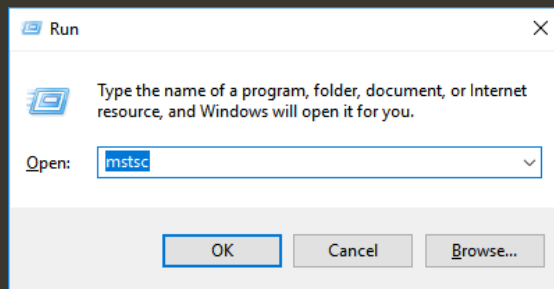 Run
Type the name of a program, folder, document, or Internet
resource, and Windows will open it for you.
Open: mstsc
OK Cancel Browse...